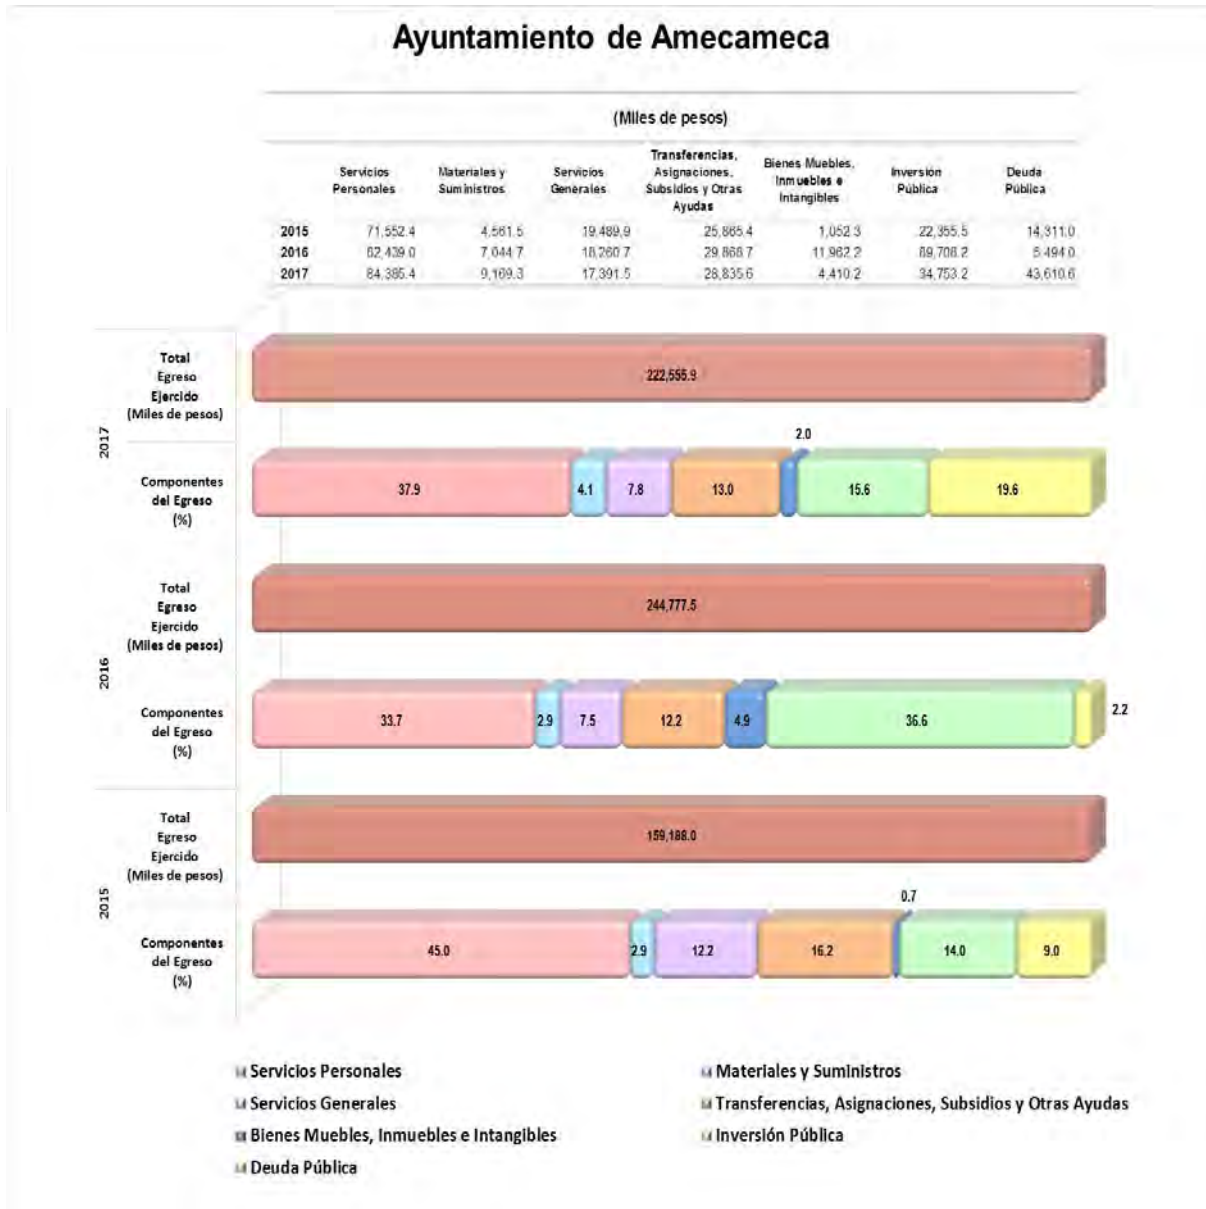 Ayuntamiento de Amecameca
(Miles de pesos)
Servicios Personales
Materiales y Suministros
Servicios Generales
Transferencias, Asignaciones, Subsidios y Otras Ayudas
Bienes Muebles, Inmuebles e Intangibles
Inversión Pública
Deuda Pública
2015 71,552.4 4,561.5 19,489.9 25,865.4 1,052.3 22,355.5 14,311.0
2016 82,439.0 7,044.7 18,260.7 29,868.7 11,962.2 89,708.2 5,494.0
2017 84,385.4 9,169.3 17,391.5 28,835.6 4,410.2 34,753.2 43,610.6
2017
Total
Egreso
Ejercido
(Miles de pesos)
222,555.9
Componentes
del Egreso
(%)
37.9 4.1 7.8 13.0 2.0 15.6 19.6
2016
Total
Egreso
Ejercido
(Miles de pesos)
244,777.5
Componentes
del Egreso
(%)
33.7 2.9 7.5 12.2 4.9 36.6 2.2
2015
Total
Egreso
Ejercido
(Miles de pesos)
159,188.0
Componentes
del Egreso
(%)
45.0 2.9 12.2 16.2 0.7 14.0 9.0
Servicios Personales
Materiales y Suministros
Servicios Generales
Transferencias, Asignaciones, Subsidios y Otras Ayudas
Bienes Muebles, Inmuebles e Intangibles
Inversión Pública
Deuda Pública